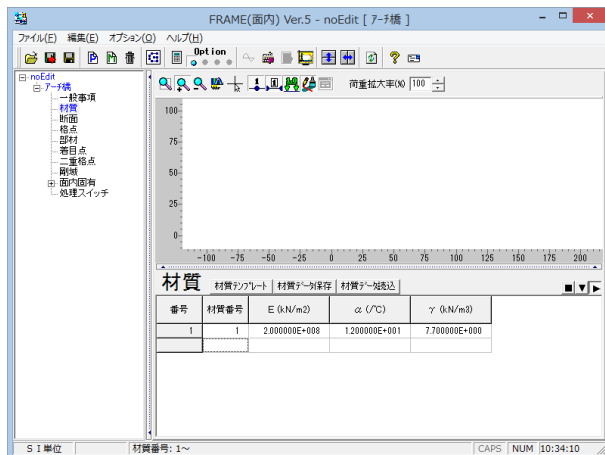 FRAME(面内) Ver.5 - noEdit [ ｱｰﾁ橋 ]
ファイル(F) 編集(E) オプション(O) ヘルプ(H)
Option
noEdit
ｱｰﾁ橋
一般事項
材質
断面
格点
部材
着目点
二重格点
剛域
面内固有
処理スイッチ
荷重拡大率(%) 100
100
75
50
25
0
-100 -75 -50 -25 0 25 50 75 100 125 150 175 200
材質 材質ﾃﾝﾌﾟﾚｰﾄ 材質ﾃﾞｰﾀ保存 材質ﾃﾞｰﾀ読込
番号 材質番号 E (kN/m2) α (/℃) γ (kN/m3)
1 1 2.000000E+008 1.200000E+001 7.700000E+000
ＳＩ単位 材質番号: 1～ CAPS NUM 10:34:10